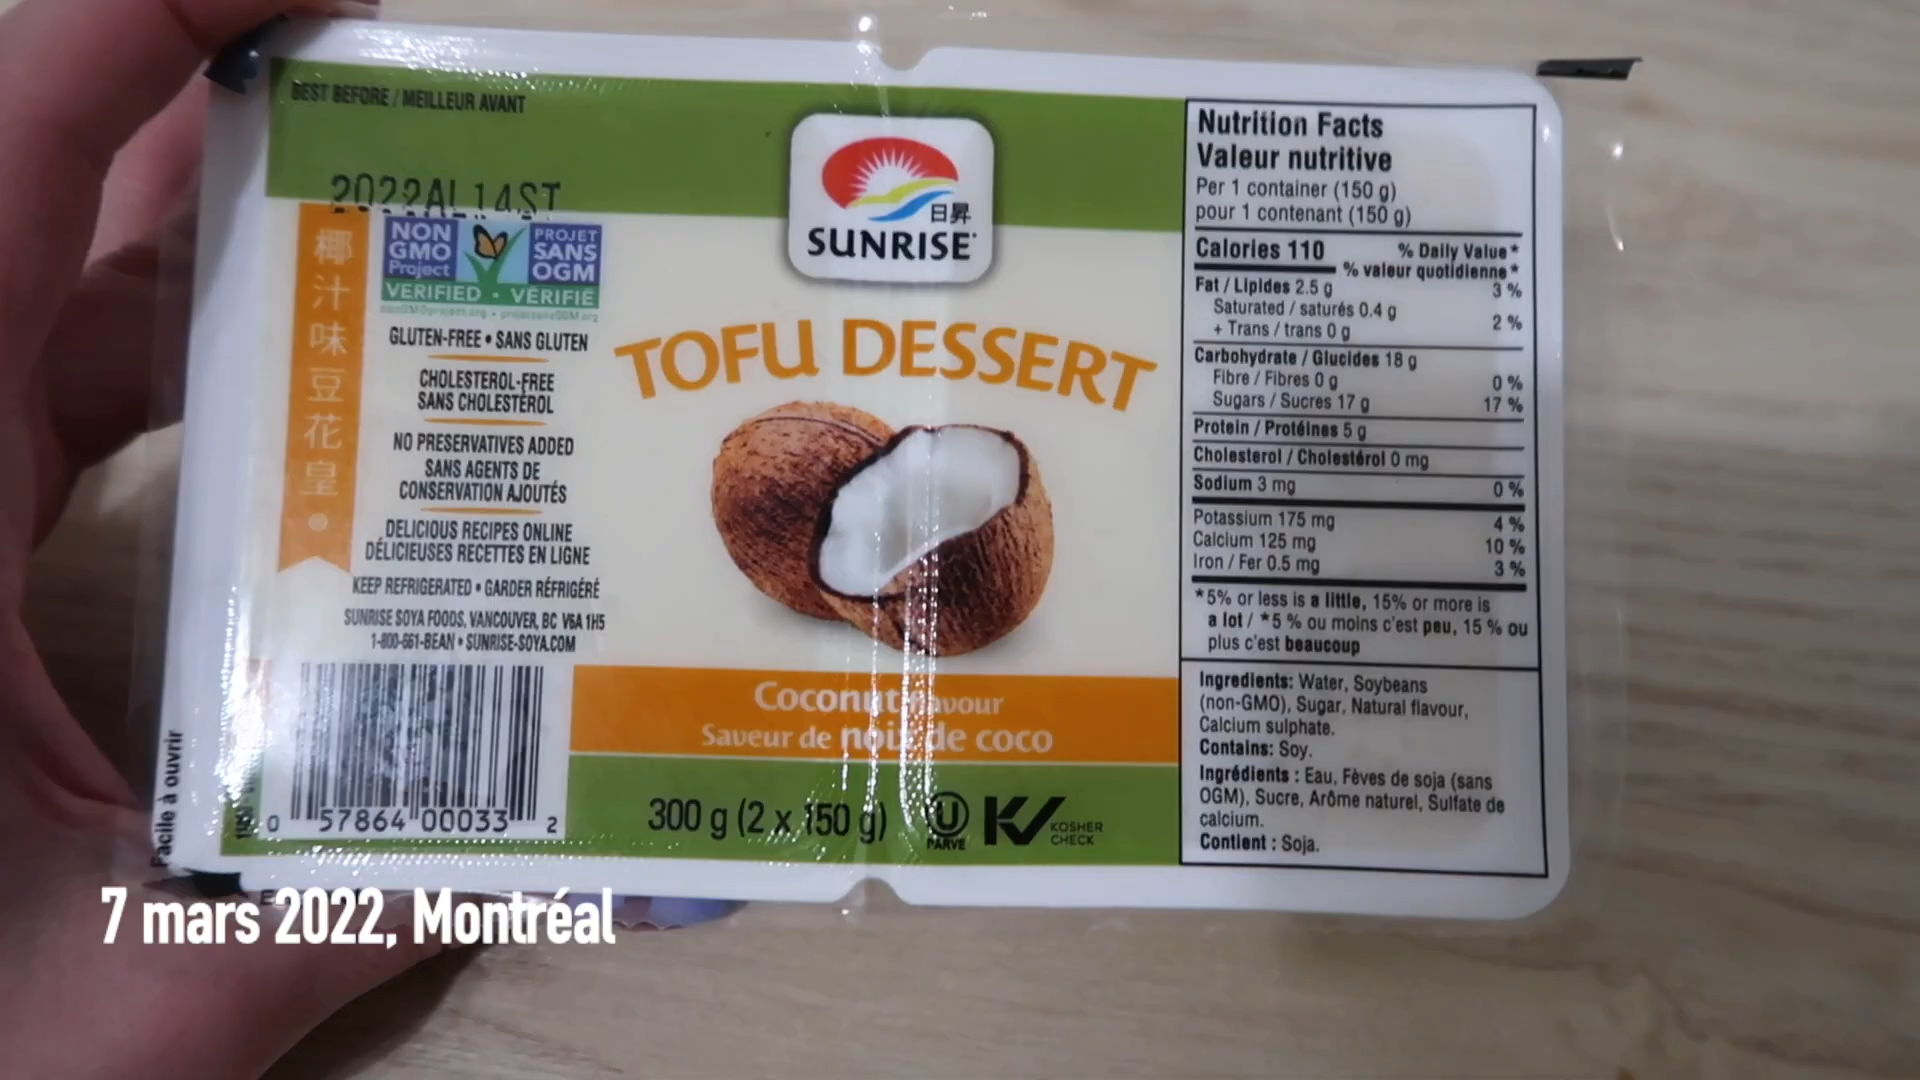 BEST BEFORE / MEILLEUR AVANT
2022AL14ST
日昇
SUNRISE
椰汁味豆花皇
NON GMO Project
PROJET SANS OGM
VERIFIED • VÉRIFIÉ
GLUTEN-FREE • SANS GLUTEN
CHOLESTEROL-FREE
SANS CHOLESTÉROL
NO PRESERVATIVES ADDED
SANS AGENTS DE
CONSERVATION AJOUTÉS
DELICIOUS RECIPES ONLINE
DÉLICIEUSES RECETTES EN LIGNE
KEEP REFRIGERATED • GARDER RÉFRIGÉRÉ
SUNRISE SOYA FOODS, VANCOUVER, BC V6A 1H5
1-800-661-BEAN • SUNRISE-SOYA.COM
0 57864 00033 2
Facile à ouvrir
TOFU DESSERT
Coconut flavour
Saveur de noix de coco
300 g (2 x 150 g)
U
PARVE
K
KOSHER
CHECK
Nutrition Facts
Valeur nutritive
Per 1 container (150 g)
pour 1 contenant (150 g)
Calories 110
% Daily Value*
% valeur quotidienne*
Fat / Lipides 2.5 g 3 %
Saturated / saturés 0.4 g
+ Trans / trans 0 g 2 %
Carbohydrate / Glucides 18 g
Fibre / Fibres 0 g 0 %
Sugars / Sucres 17 g 17 %
Protein / Protéines 5 g
Cholesterol / Cholestérol 0 mg
Sodium 3 mg 0 %
Potassium 175 mg 4 %
Calcium 125 mg 10 %
Iron / Fer 0.5 mg 3 %
*5% or less is a little, 15% or more is
a lot / *5 % ou moins c'est peu, 15 % ou
plus c'est beaucoup
Ingredients: Water, Soybeans
(non-GMO), Sugar, Natural flavour,
Calcium sulphate.
Contains: Soy.
Ingrédients : Eau, Fèves de soja (sans
OGM), Sucre, Arôme naturel, Sulfate de
calcium.
Contient : Soja.
7 mars 2022, Montréal